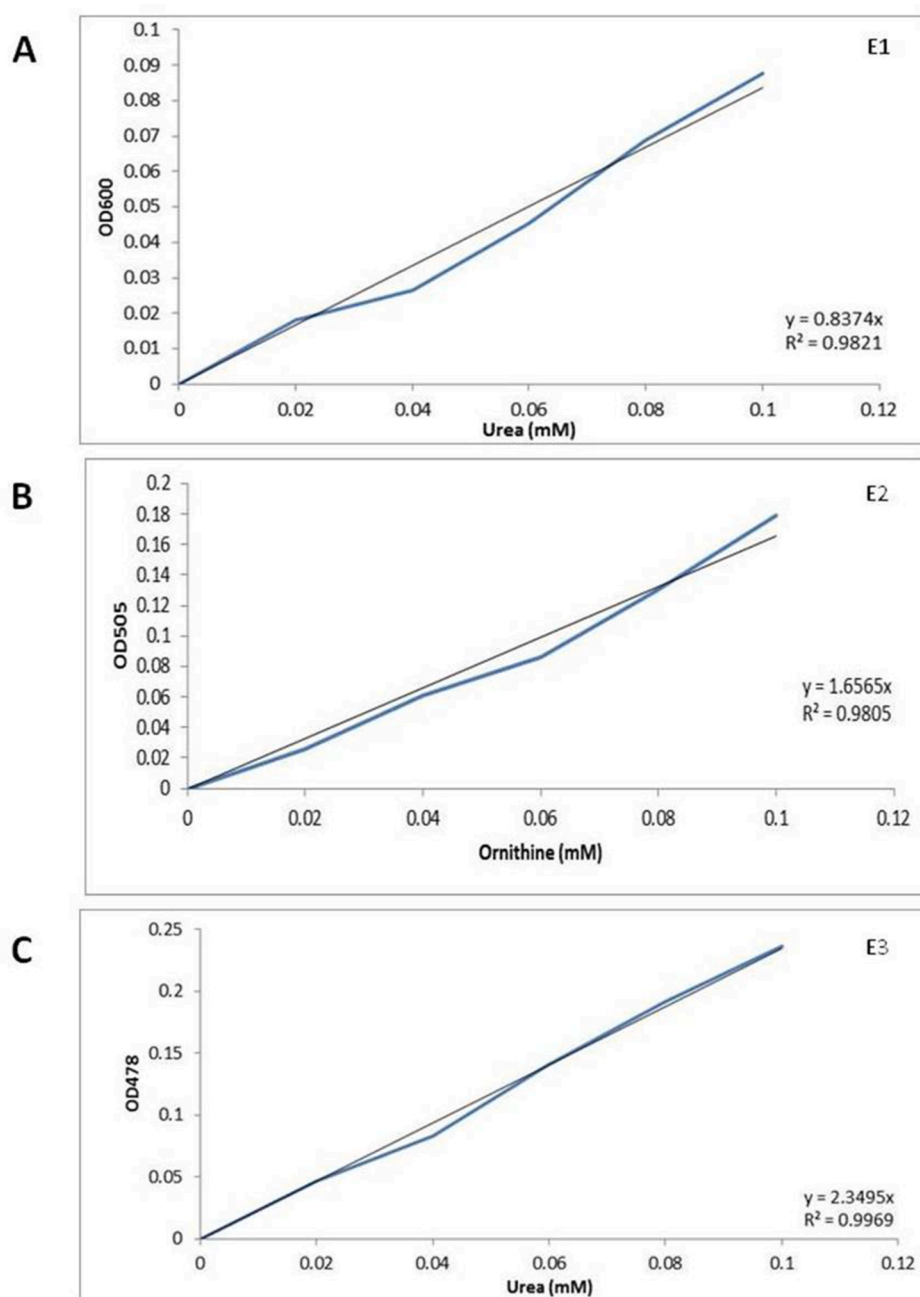 A
E1
0.1
0.09
0.08
0.07
0.06
0.05
0.04
0.03
0.02
0.01
0
OD600
y = 0.8374x
R² = 0.9821
0 0.02 0.04 0.06 0.08 0.1 0.12
Urea (mM)
B
E2
0.2
0.18
0.16
0.14
0.12
0.1
0.08
0.06
0.04
0.02
0
OD505
y = 1.6565x
R² = 0.9805
0 0.02 0.04 0.06 0.08 0.1 0.12
Ornithine (mM)
C
E3
0.25
0.2
0.15
0.1
0.05
0
OD478
y = 2.3495x
R² = 0.9969
0 0.02 0.04 0.06 0.08 0.1 0.12
Urea (mM)